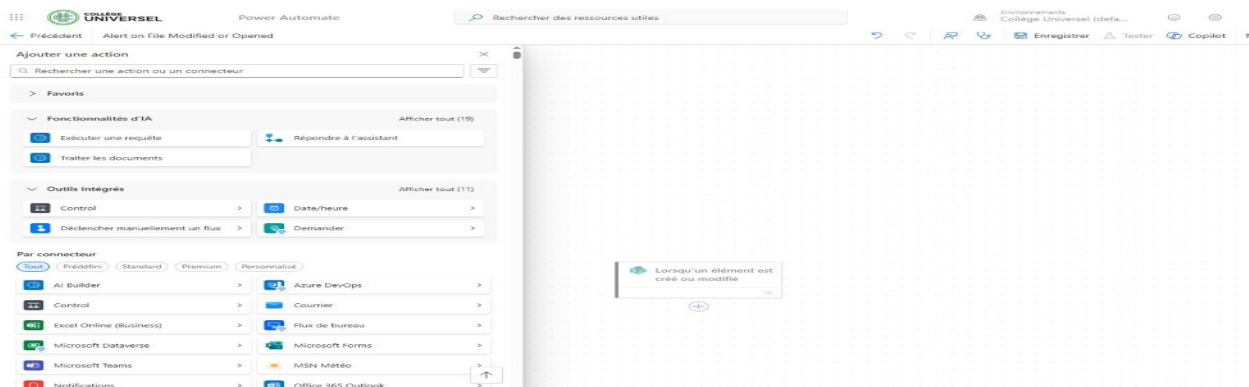 COLLÈGE
UNIVERSEL
Power Automate
Rechercher des ressources utiles
Environnements
Collège Universel (defa...
Précédent
Alert on File Modified or Opened
Enregistrer
Tester
Copilot
Ajouter une action
Rechercher une action ou un connecteur
Favoris
Fonctionnalités d'IA
Afficher tout (19)
Exécuter une requête
Répondre à l'assistant
Traiter les documents
Outils intégrés
Afficher tout (11)
Control
Date/heure
Déclencher manuellement un flux
Demander
Par connecteur
Tout
Prédéfini
Standard
Premium
Personnalisé
AI Builder
Azure DevOps
Control
Courrier
Excel Online (Business)
Flux de bureau
Microsoft Dataverse
Microsoft Forms
Microsoft Teams
MSN Météo
Notifications
Office 365 Outlook
Lorsqu'un élément est
créé ou modifié